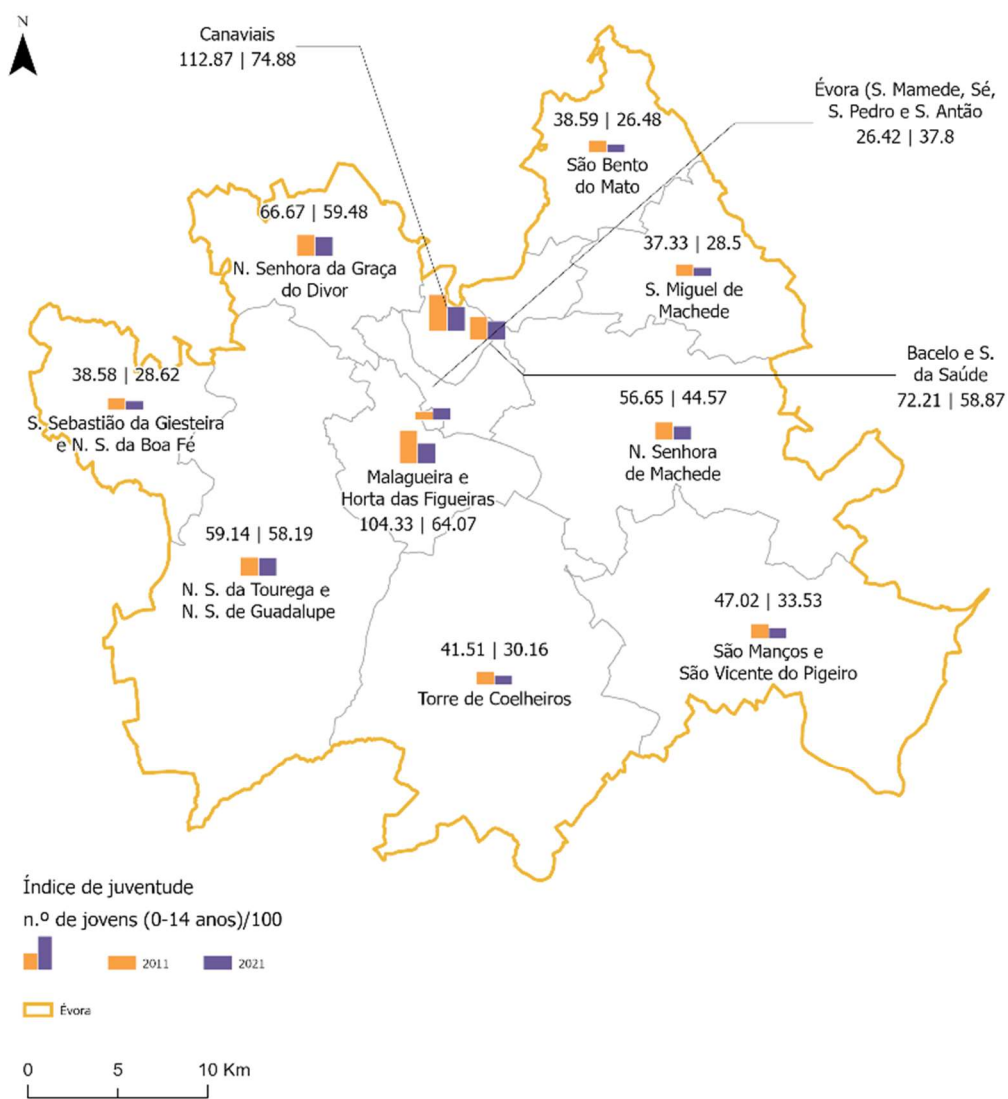 N
Canaviais
112.87 | 74.88
Évora (S. Mamede, Sé,
S. Pedro e S. Antão
26.42 | 37.8
38.59 | 26.48
São Bento
do Mato
66.67 | 59.48
N. Senhora da Graça
do Divor
37.33 | 28.5
S. Miguel de
Machede
Bacelo e S.
da Saúde
72.21 | 58.87
38.58 | 28.62
S. Sebastião da Giesteira
e N. S. da Boa Fé
56.65 | 44.57
N. Senhora
de Machede
Malagueira e
Horta das Figueiras
104.33 | 64.07
59.14 | 58.19
N. S. da Tourega e
N. S. de Guadalupe
47.02 | 33.53
São Manços e
São Vicente do Pigeiro
41.51 | 30.16
Torre de Coelheiros
Índice de juventude
n.º de jovens (0-14 anos)/100
2011 2021
Évora
0 5 10 Km